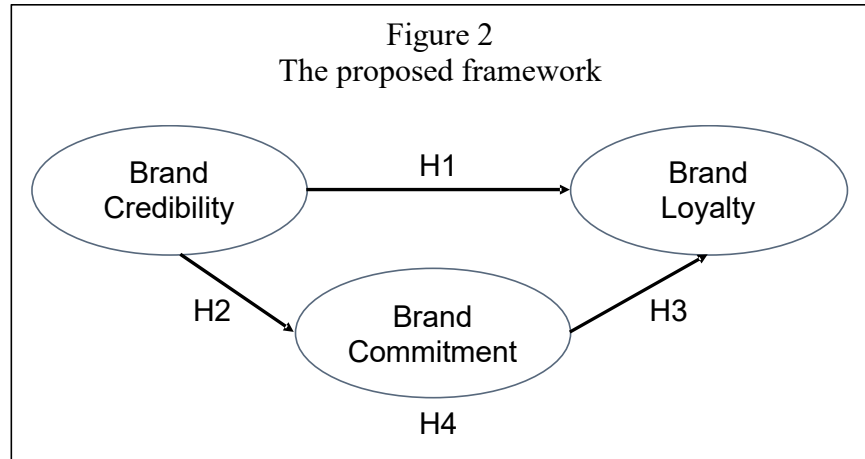 Figure 2
The proposed framework
Brand
Credibility
H1
Brand
Loyalty
H2
Brand
Commitment
H3
H4